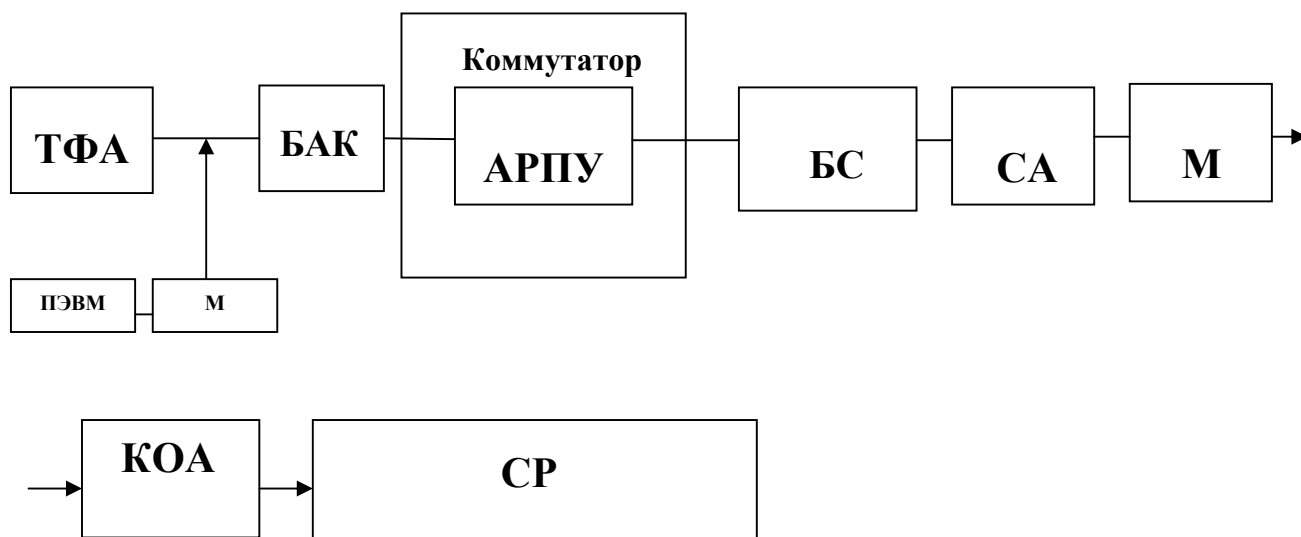 Коммутатор
ТФА
БАК
АРПУ
БС
СА
М
ПЭВМ
М
КОА
СР